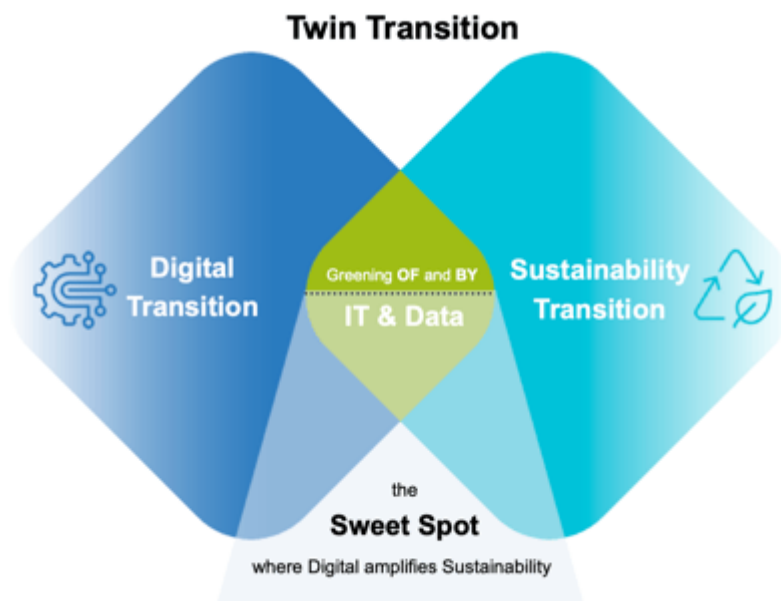 Twin Transition
Digital
Transition
Greening OF and BY
IT & Data
Sustainability
Transition
the
Sweet Spot
where Digital amplifies Sustainability